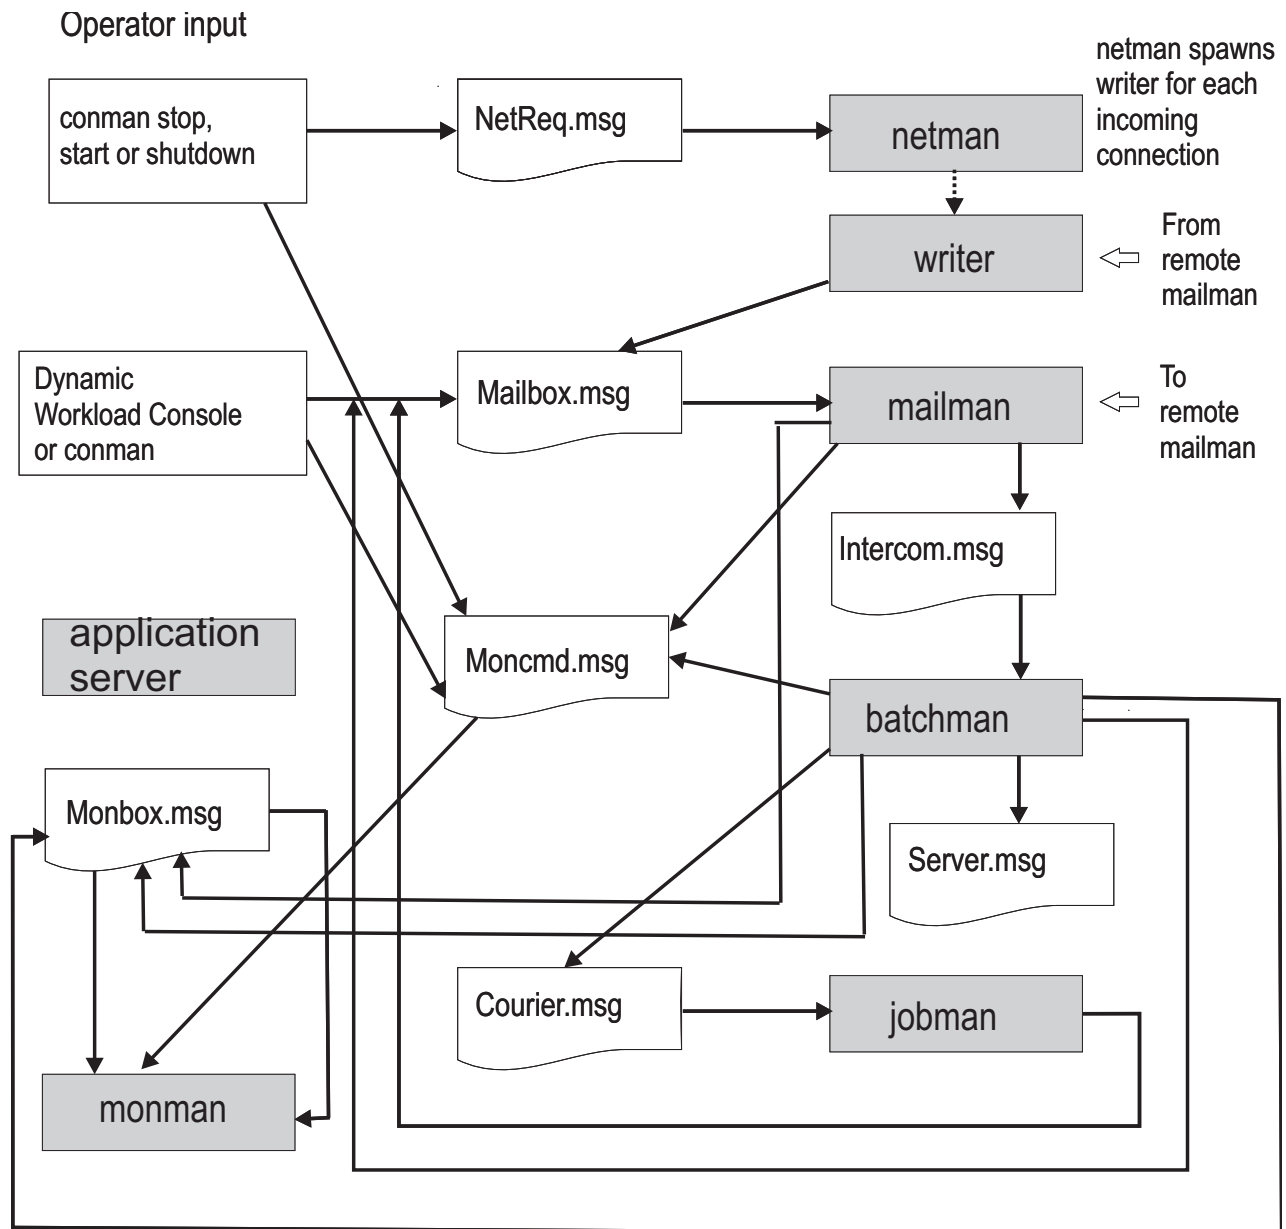 Operator input
netman spawns
writer for each
incoming
connection
conman stop,
start or shutdown
NetReq.msg
netman
writer
From
remote
mailman
Dynamic
Workload Console
or conman
Mailbox.msg
mailman
To
remote
mailman
Intercom.msg
application
server
Moncmd.msg
batchman
Monbox.msg
Server.msg
Courier.msg
jobman
monman